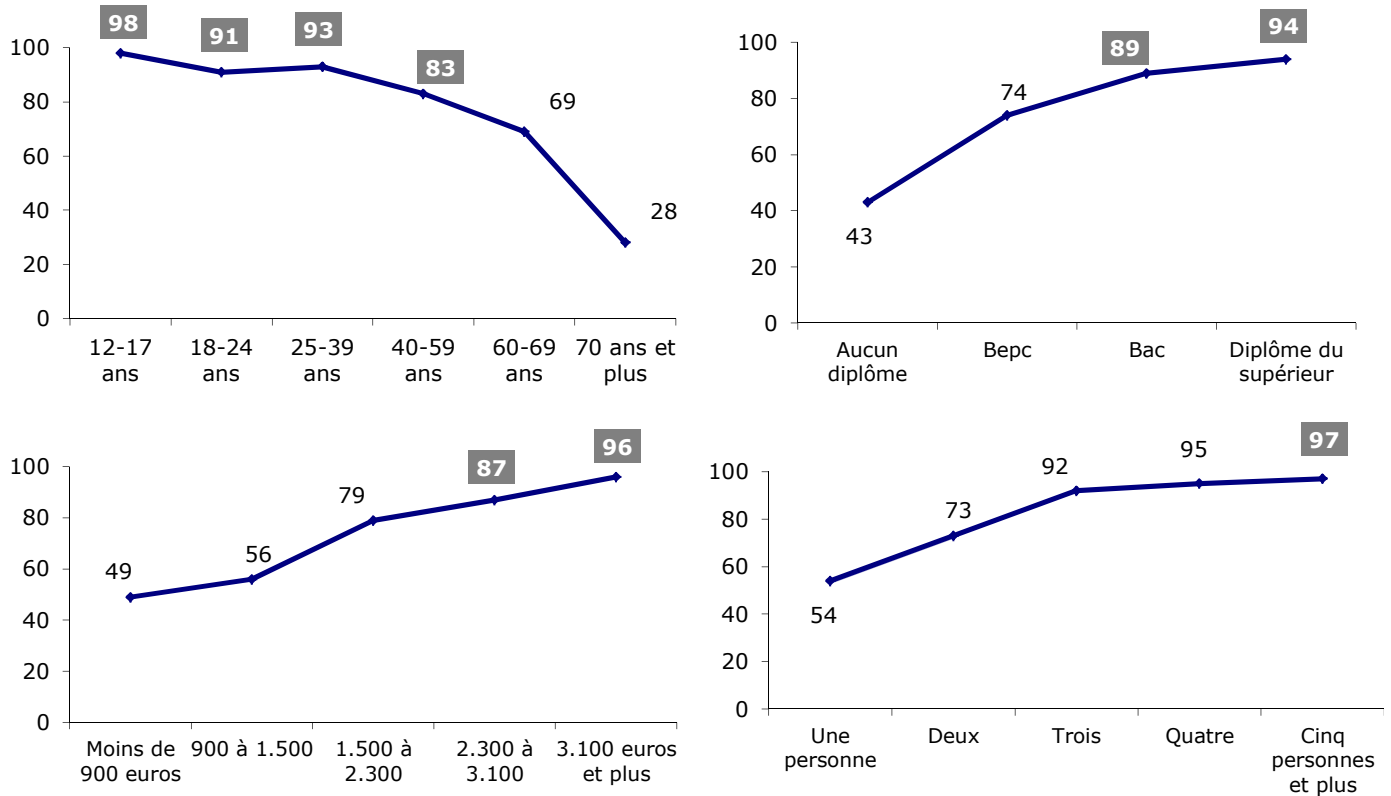 98
91
93
83
69
28
100
80
60
40
20
0
12-17
ans
18-24
ans
25-39
ans
40-59
ans
60-69
ans
70 ans et
plus
43
74
89
94
100
80
60
40
20
0
Aucun
diplôme
Bepc
Bac
Diplôme du
supérieur
49
56
79
87
96
100
80
60
40
20
0
Moins de
900 euros
900 à 1.500
1.500 à
2.300
2.300 à
3.100
3.100 euros
et plus
54
73
92
95
97
100
80
60
40
20
0
Une
personne
Deux
Trois
Quatre
Cinq
personnes
et plus